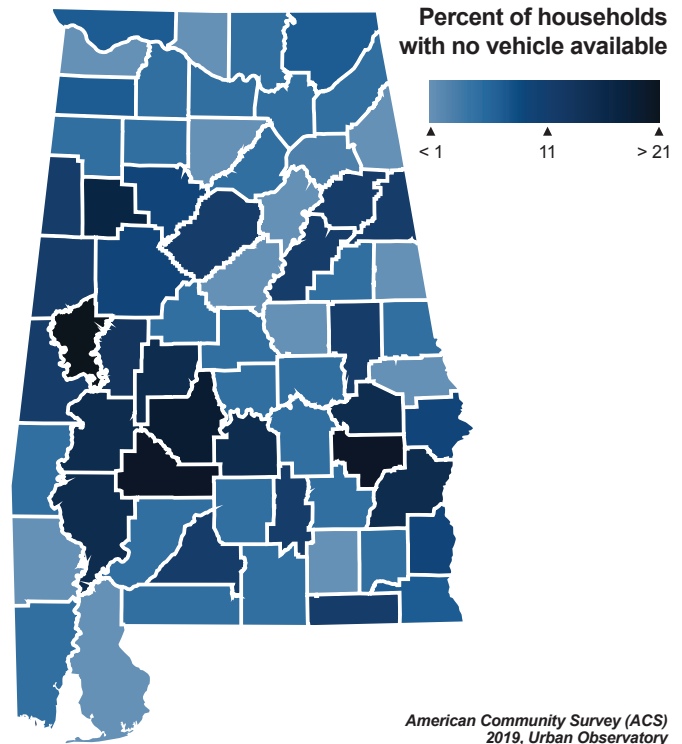 Percent of households
with no vehicle available
< 1 11 > 21
American Community Survey (ACS)
2019, Urban Observatory